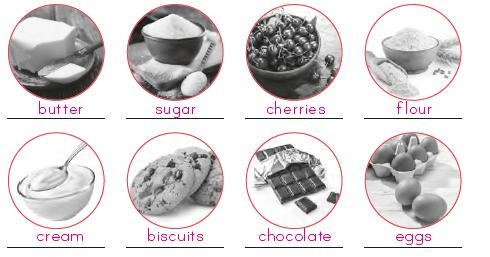 butter sugar cherries flour
cream biscuits chocolate eggs